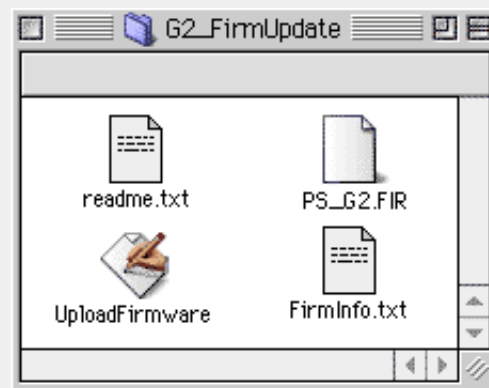 G2_FirmUpdate
readme.txt
PS_G2.FIR
UploadFirmware
FirmInfo.txt